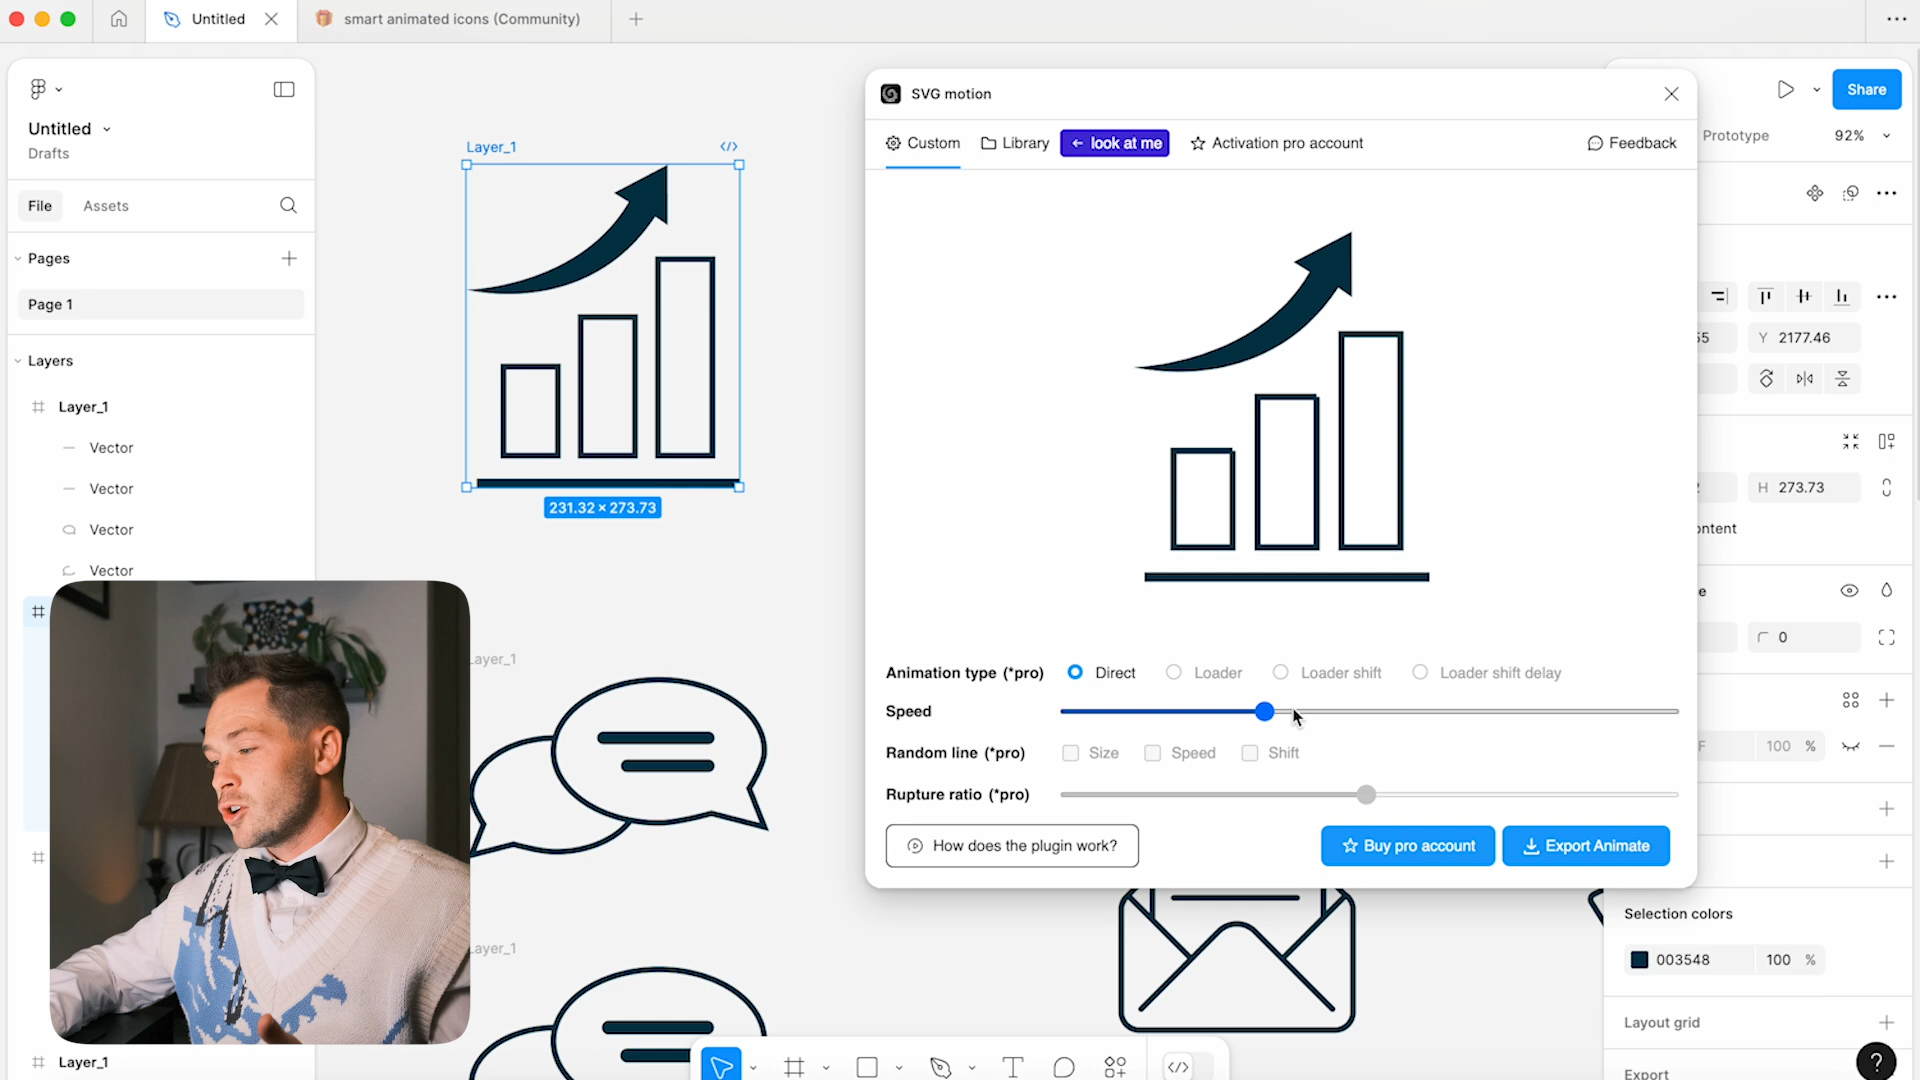 Untitled
smart animated icons (Community)
Untitled
Drafts
File
Assets
Pages
Page 1
Layers
Layer_1
Vector
Vector
Vector
Vector
Layer_1
Layer_1
</>
231.32 × 273.73
Layer_1
Layer_1
SVG motion
Custom
Library
← look at me
Activation pro account
Feedback
Animation type (*pro)
Direct
Loader
Loader shift
Loader shift delay
Speed
Random line (*pro)
Size
Speed
Shift
Rupture ratio (*pro)
How does the plugin work?
Buy pro account
Export Animate
Share
Prototype
92%
55
Y 2177.46
2
H 273.73
ontent
e
0
F
100 %
Selection colors
003548
100 %
Layout grid
Export
T
</>
?